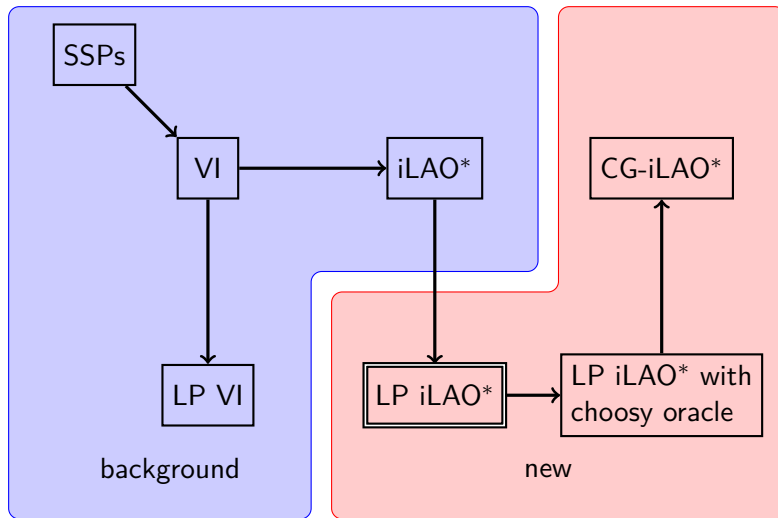 SSPs
VI
iLAO*
CG-iLAO*
LP VI
LP iLAO*
LP iLAO* with
choosy oracle
background
new